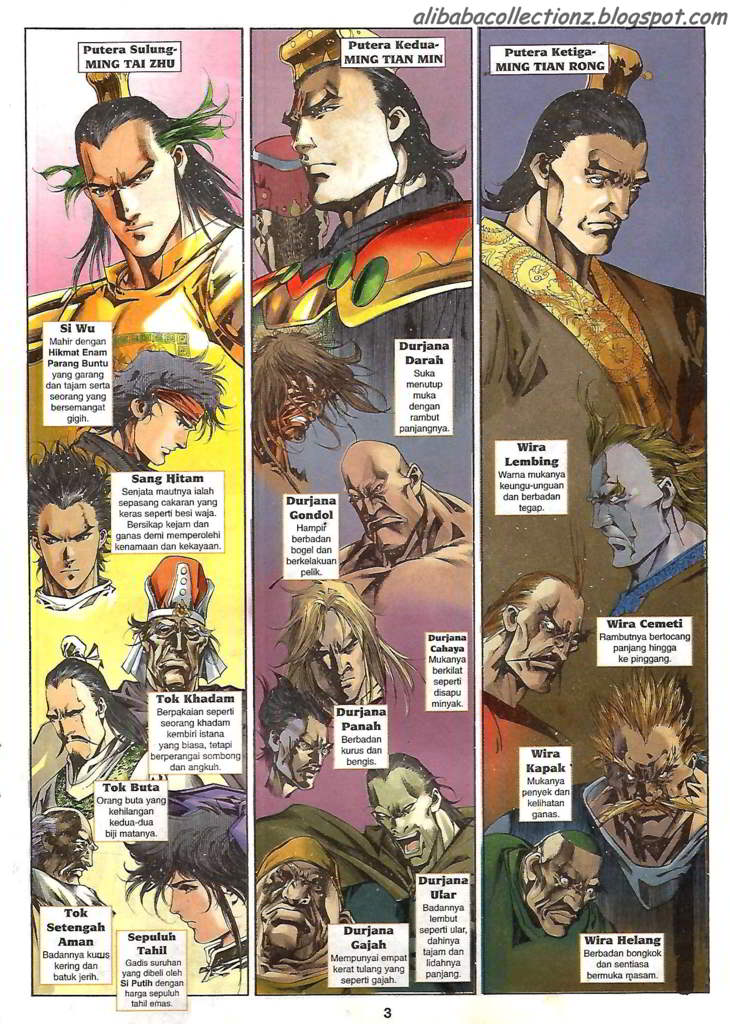 alibabacollectionz.blogspot.com
Putera Sulung-
MING TAI ZHU
Si Wu
Mahir dengan
Hikmat Enam
Parang Buntu
yang garang
dan tajam serta
seorang yang
bersemangat
gigih.
Sang Hitam
Senjata mautnya ialah
sepasang cakaran yang
keras seperti besi waja.
Bersikap kejam dan
ganas demi memperolehi
kenamaan dan kekayaan.
Tok Khadam
Berpakaian seperti
seorang khadam
kembiri istana
yang biasa, tetapi
berperangai sombong
dan angkuh.
Tok Buta
Orang buta yang
kehilangan
kedua-dua
biji matanya.
Tok
Setengah
Aman
Badannya kurus
kering dan
batuk jerih.
Sepuluh
Tahil
Gadis suruhan
yang dibeli oleh
Si Putih dengan
harga sepuluh
tahil emas.
Putera Kedua-
MING TIAN MIN
Durjana
Darah
Suka
menutup
muka
dengan
rambut
panjangnya.
Durjana
Gondol
Hampir
berbadan
bogel dan
berkelakuan
pelik.
Durjana
Cahaya
Mukanya
berkilat
seperti
disapu
minyak.
Durjana
Panah
Berbadan
kurus dan
bengis.
Durjana
Ular
Badannya
lembut
seperti ular,
dahinya
tajam dan
lidahnya
panjang.
Durjana
Gajah
Mempunyai empat
kerat tulang yang
seperti gajah.
Putera Ketiga-
MING TIAN RONG
Wira
Lembing
Warna mukanya
keungu-unguan
dan berbadan
tegap.
Wira Cemeti
Rambutnya bertocang
panjang hingga
ke pinggang.
Wira
Kapak
Mukanya
penyek dan
kelihatan
ganas.
Wira Helang
Berbadan bongkok
dan sentiasa
bermuka masam.
3